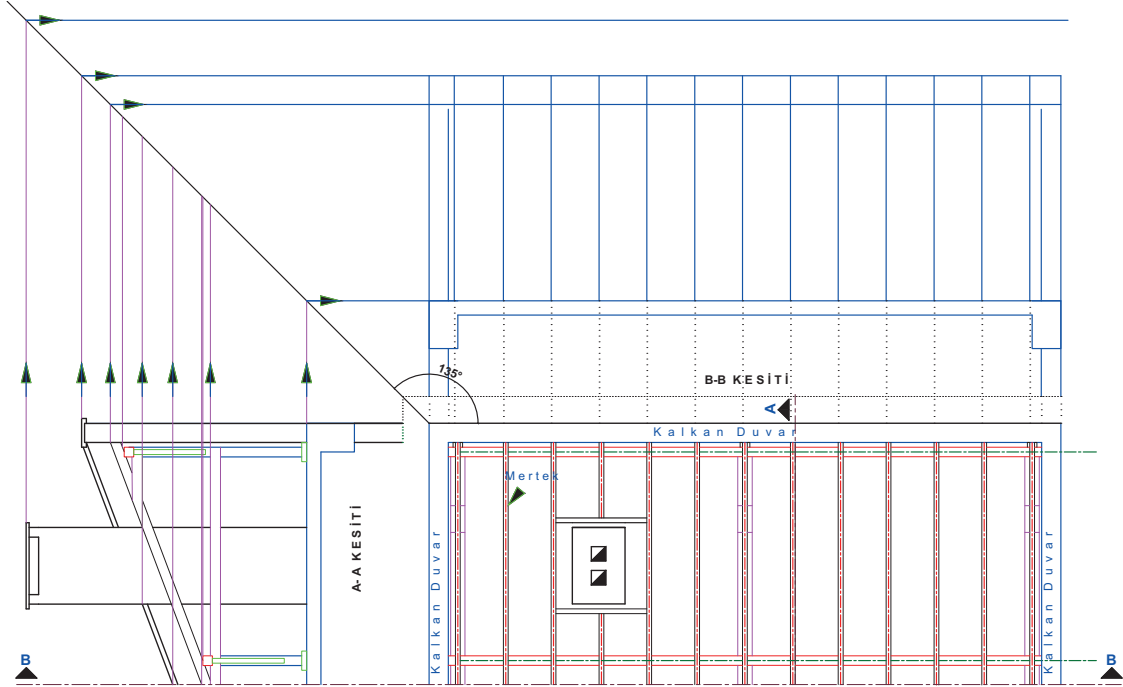 135°
B-B KESİTİ
A
Kalkan Duvar
Mertek
A-A KESİTİ
Kalkan Duvar
Kalkan Duvar
B
B